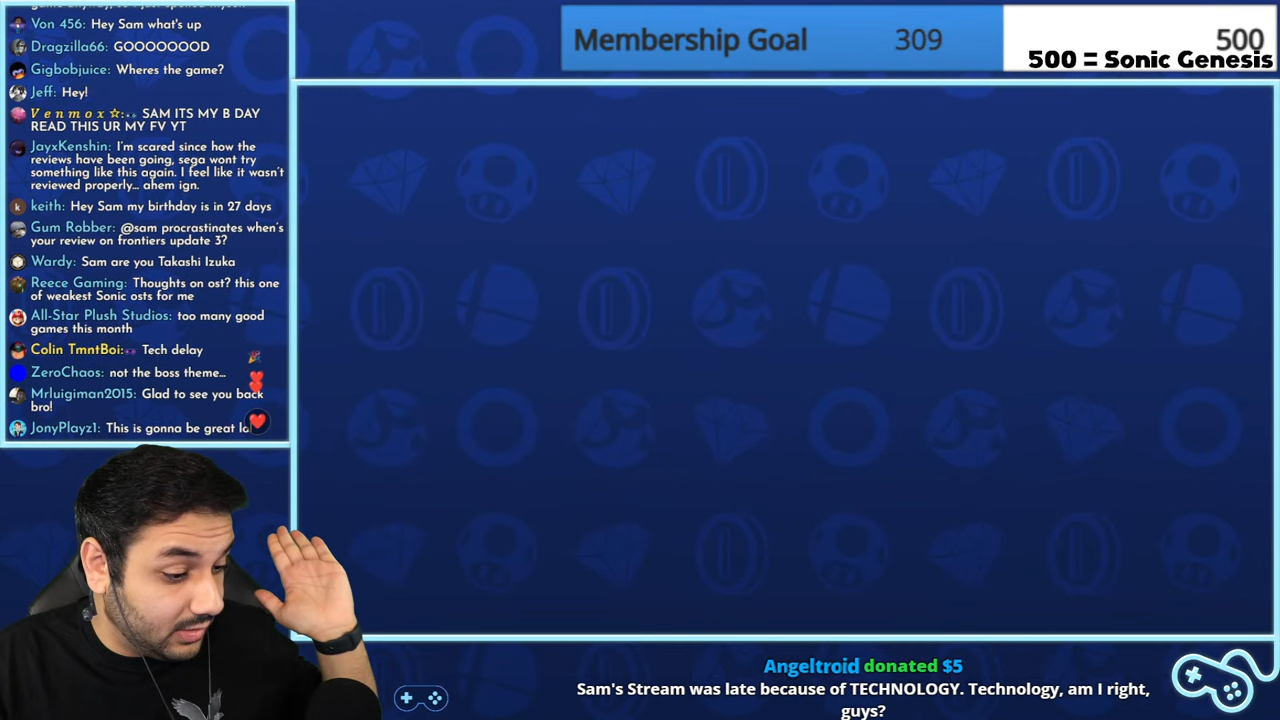 Von 456: Hey Sam what's up
Dragzilla66: GOOOOOOOD
Gigbobjuice: Wheres the game?
Jeff: Hey!
V e n m o x ☆: SAM ITS MY B DAY
READ THIS UR MY FV YT
JayxKenshin: I'm scared since how the
reviews have been going, sega wont try
something like this again. I feel like it wasn't
reviewed properly... ahem ign.
keith: Hey Sam my birthday is in 27 days
Gum Robber: @sam procrastinates when's
your review on frontiers update 3?
Wardy: Sam are you Takashi Izuka
Reece Gaming: Thoughts on ost? this one
of weakest Sonic osts for me
All-Star Plush Studios: too many good
games this month
Colin TmntBoi: Tech delay
ZeroChaos: not the boss theme...
Mrluigiman2015: Glad to see you back
bro!
JonyPlayz1: This is gonna be great
Membership Goal 309 500
500 = Sonic Genesis
Angeltroid donated $5
Sam's Stream was late because of TECHNOLOGY. Technology, am I right,
guys?